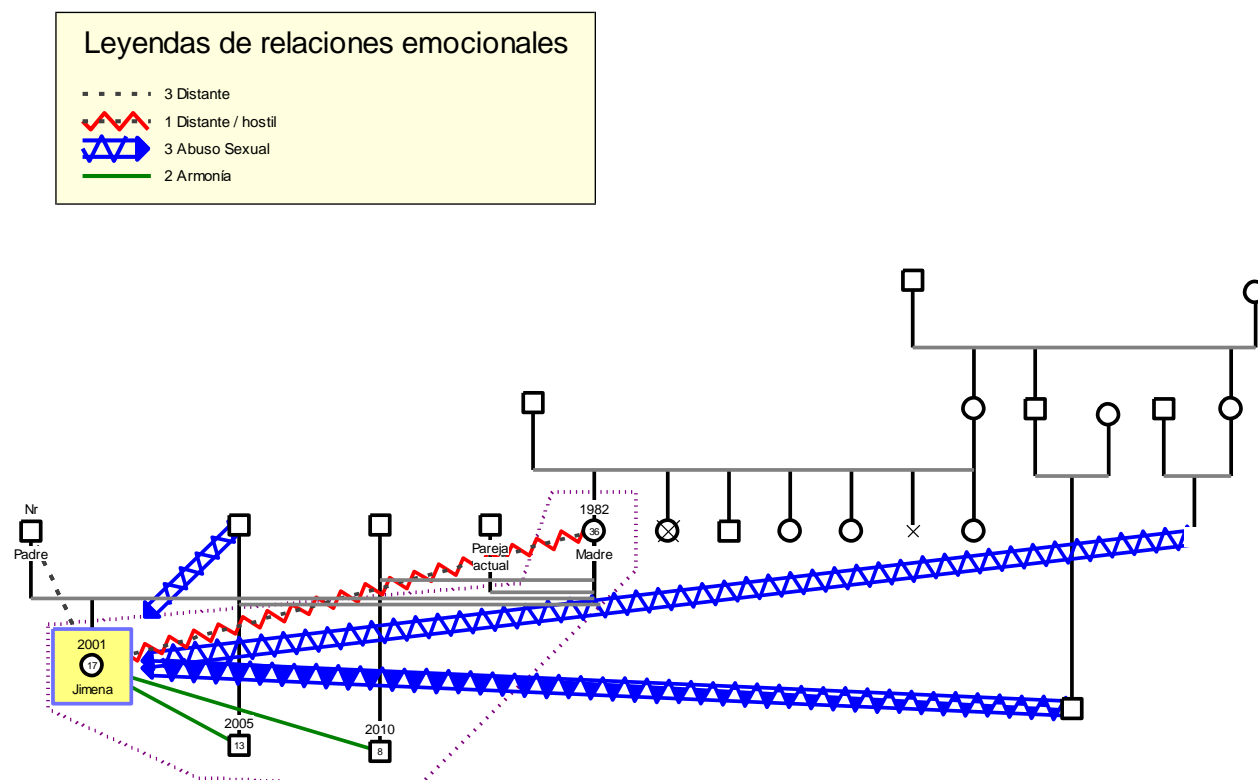 Leyendas de relaciones emocionales
3 Distante
1 Distante / hostil
3 Abuso Sexual
2 Armonía
Nr
Padre
Pareja
actual
1982
36
Madre
2001
17
Jimena
2005
13
2010
8